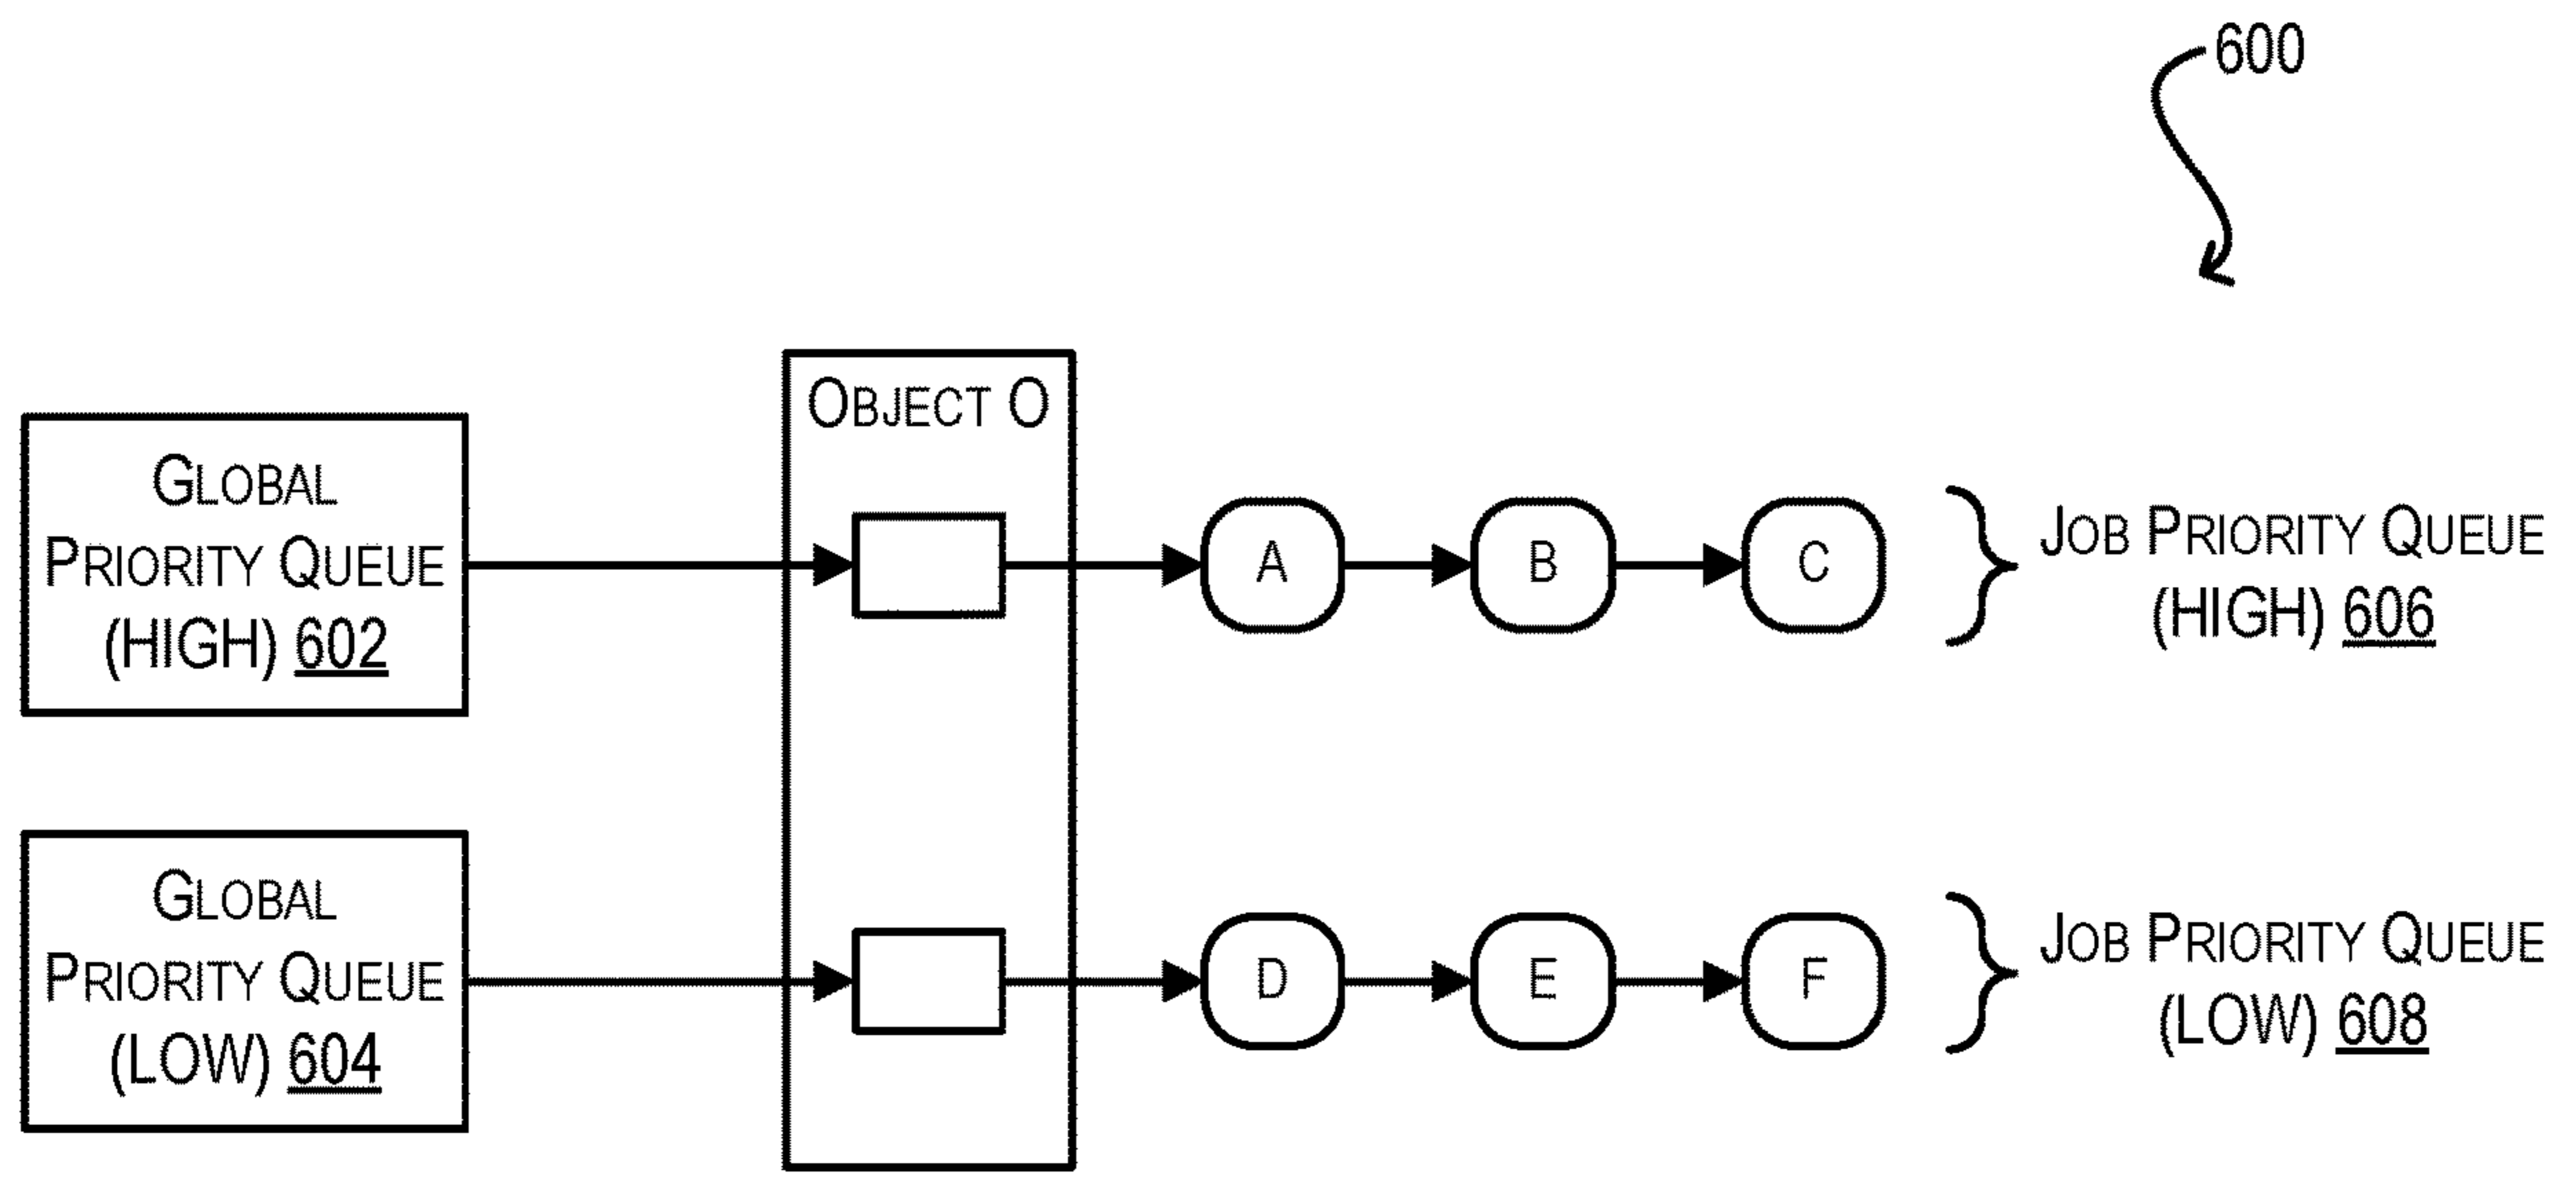 600
OBJECT O
GLOBAL
PRIORITY QUEUE
(HIGH) 602
A
B
C
JOB PRIORITY QUEUE
(HIGH) 606
GLOBAL
PRIORITY QUEUE
(LOW) 604
D
E
F
JOB PRIORITY QUEUE
(LOW) 608